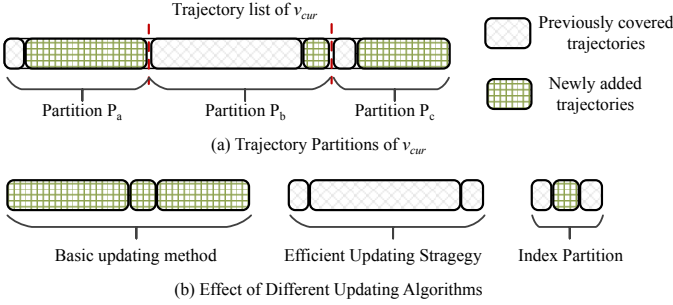 Trajectory list of v_cur
Previously covered
trajectories
Newly added
trajectories
Partition P_a
Partition P_b
Partition P_c
(a) Trajectory Partitions of v_cur
Basic updating method
Efficient Updating Stragegy
Index Partition
(b) Effect of Different Updating Algorithms